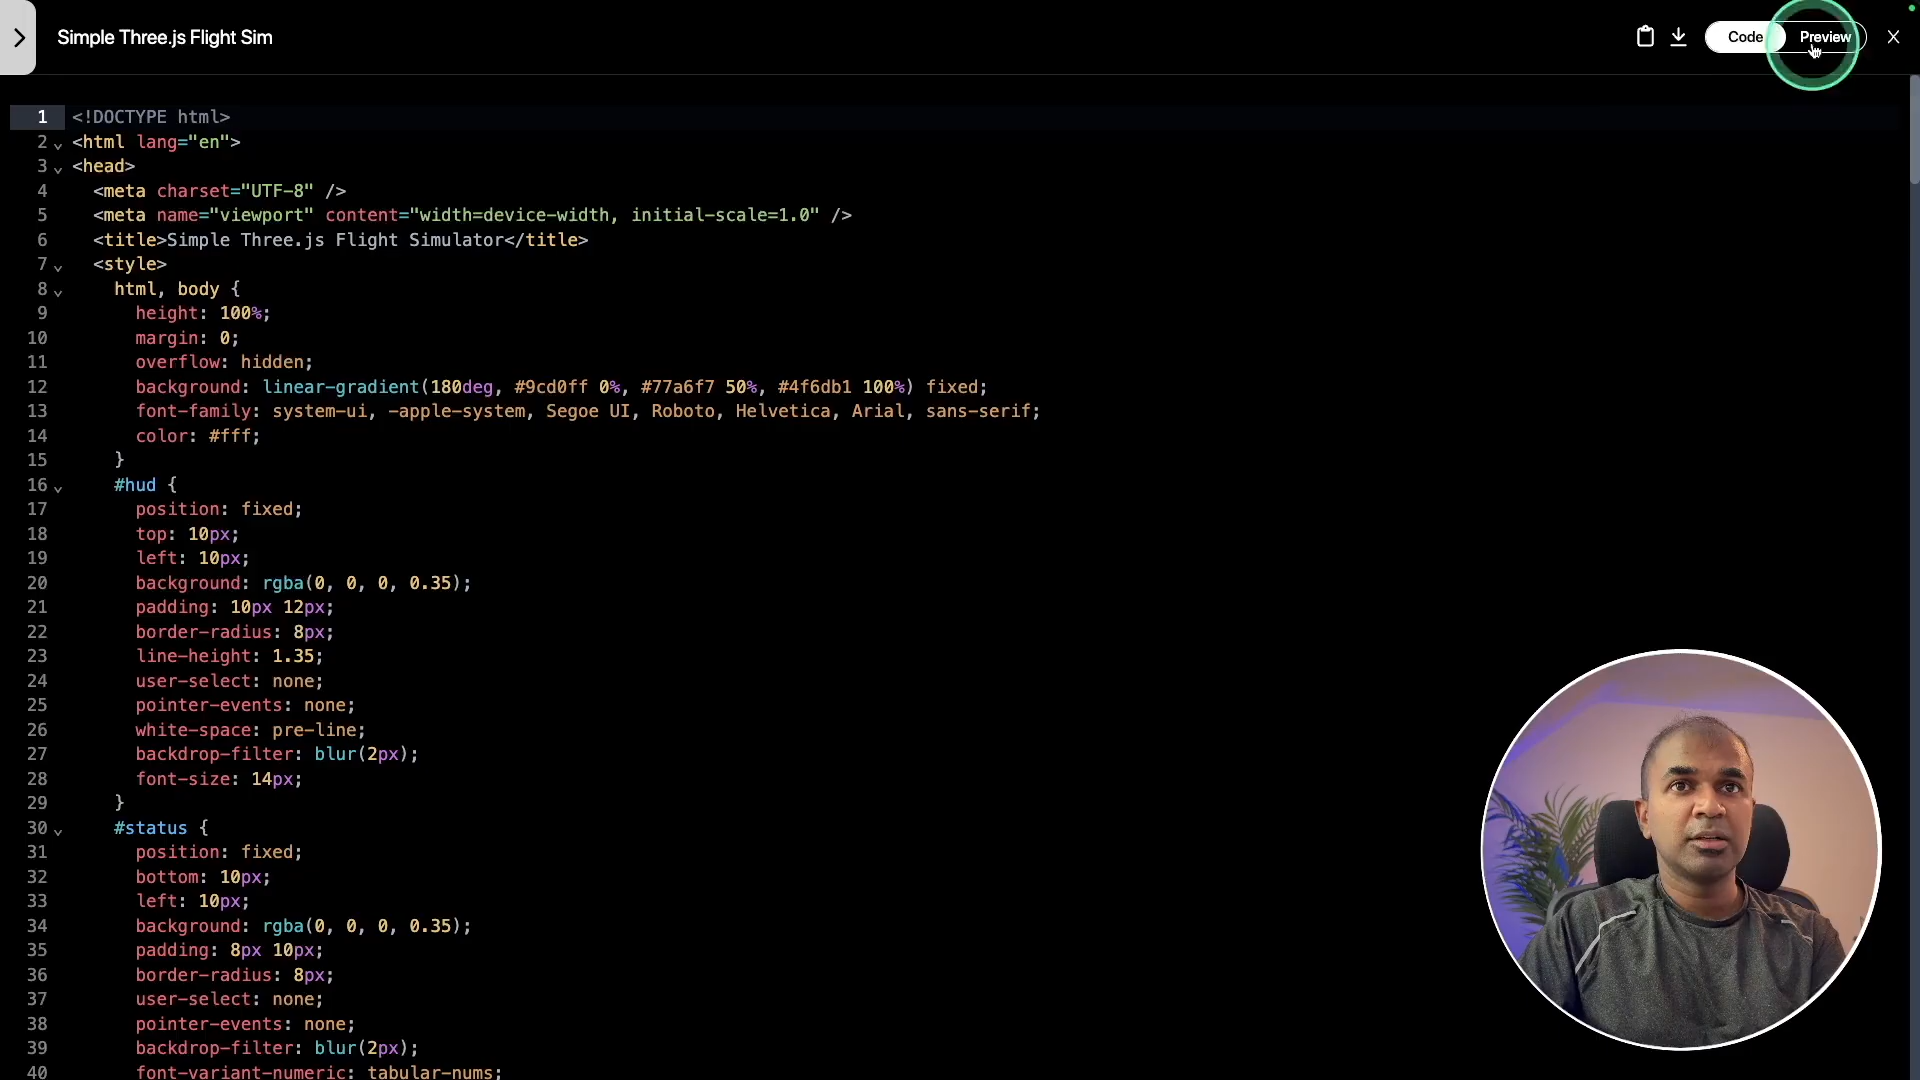 Simple Three.js Flight Sim
Code Preview
1 <!DOCTYPE html>
2 <html lang="en">
3 <head>
4 <meta charset="UTF-8" />
5 <meta name="viewport" content="width=device-width, initial-scale=1.0" />
6 <title>Simple Three.js Flight Simulator</title>
7 <style>
8 html, body {
9 height: 100%;
10 margin: 0;
11 overflow: hidden;
12 background: linear-gradient(180deg, #9cd0ff 0%, #77a6f7 50%, #4f6db1 100%) fixed;
13 font-family: system-ui, -apple-system, Segoe UI, Roboto, Helvetica, Arial, sans-serif;
14 color: #fff;
15 }
16 #hud {
17 position: fixed;
18 top: 10px;
19 left: 10px;
20 background: rgba(0, 0, 0, 0.35);
21 padding: 10px 12px;
22 border-radius: 8px;
23 line-height: 1.35;
24 user-select: none;
25 pointer-events: none;
26 white-space: pre-line;
27 backdrop-filter: blur(2px);
28 font-size: 14px;
29 }
30 #status {
31 position: fixed;
32 bottom: 10px;
33 left: 10px;
34 background: rgba(0, 0, 0, 0.35);
35 padding: 8px 10px;
36 border-radius: 8px;
37 user-select: none;
38 pointer-events: none;
39 backdrop-filter: blur(2px);
40 font-variant-numeric: tabular-nums;